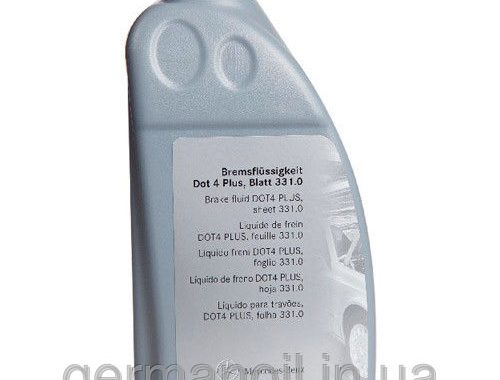 Bremsflüssigkeit
Dot 4 Plus, Blatt 331.0
Brake fluid DOT4 PLUS,
sheet 331.0
Liquide de frein
DOT4 PLUS, feuille 331.0
Liquido freni DOT4 PLUS,
foglio 331.0
Líquido de freno DOT4 PLUS,
hoja 331.0
Líquido para travões,
DOT4 PLUS, folha 331.0
Mercedes-Benz
germanoil.in.ua